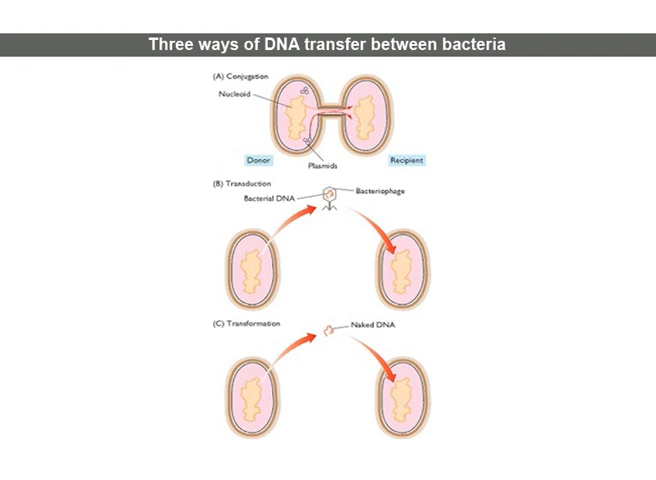 Three ways of DNA transfer between bacteria
(A) Conjugation
Nucleoid
Donor
Plasmids
Recipient
(B) Transduction
Bacterial DNA
Bacteriophage
(C) Transformation
Naked DNA